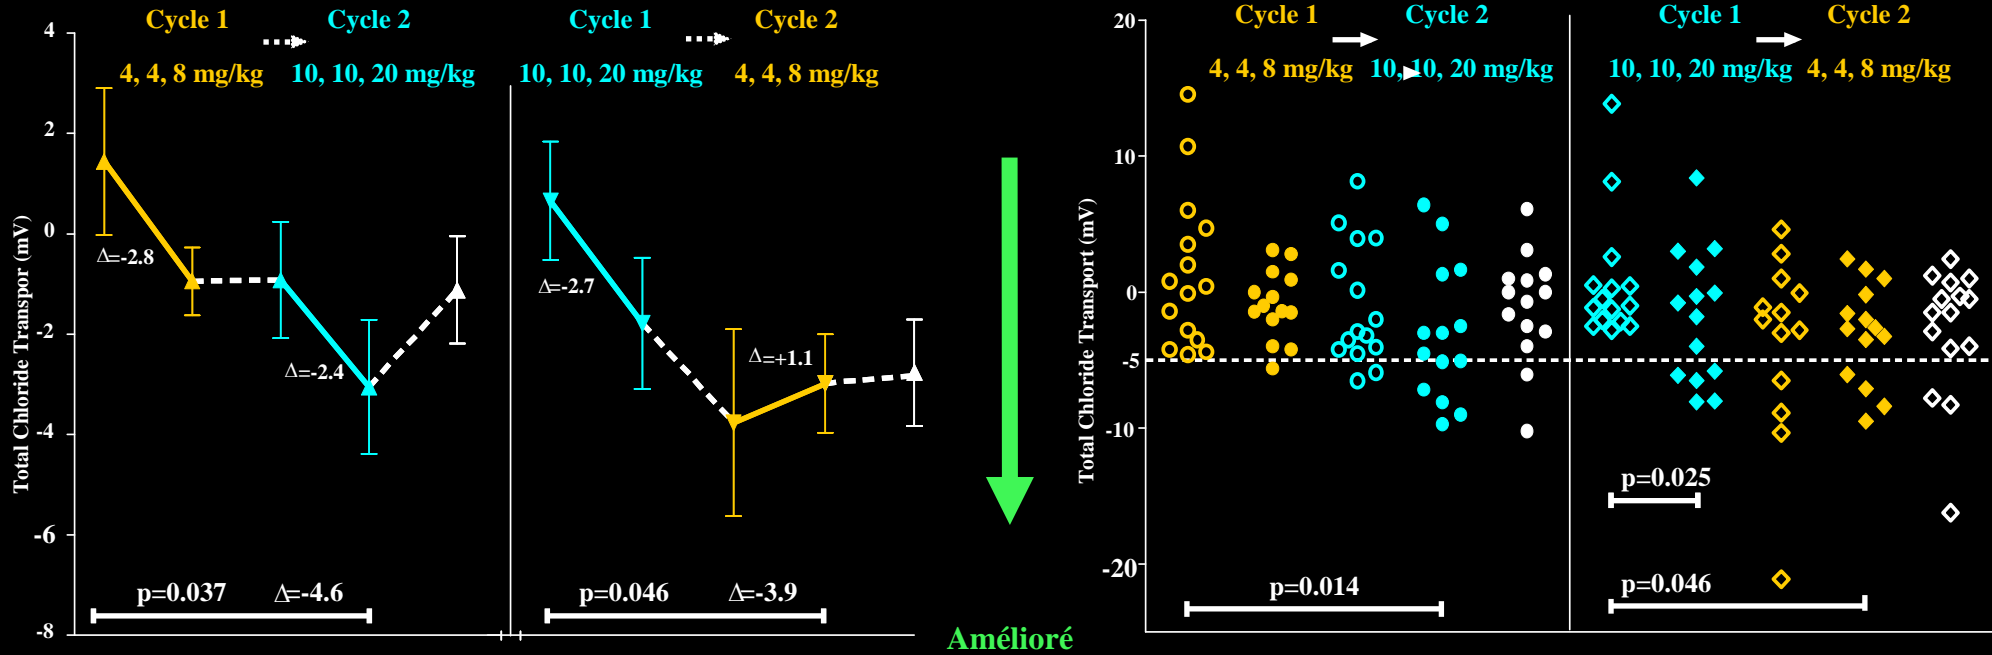 Cycle 1
Cycle 2
4, 4, 8 mg/kg
10, 10, 20 mg/kg
Cycle 1
Cycle 2
10, 10, 20 mg/kg
4, 4, 8 mg/kg
Total Chloride Transpor (mV)
4
2
0
-2
-4
-6
-8
Δ=-2.8
Δ=-2.4
Δ=-2.7
Δ=+1.1
p=0.037
Δ=-4.6
p=0.046
Δ=-3.9
Amélioré
Cycle 1
Cycle 2
4, 4, 8 mg/kg
10, 10, 20 mg/kg
Cycle 1
Cycle 2
10, 10, 20 mg/kg
4, 4, 8 mg/kg
Total Chloride Transport (mV)
20
10
0
-5
-10
-20
p=0.014
p=0.025
p=0.046